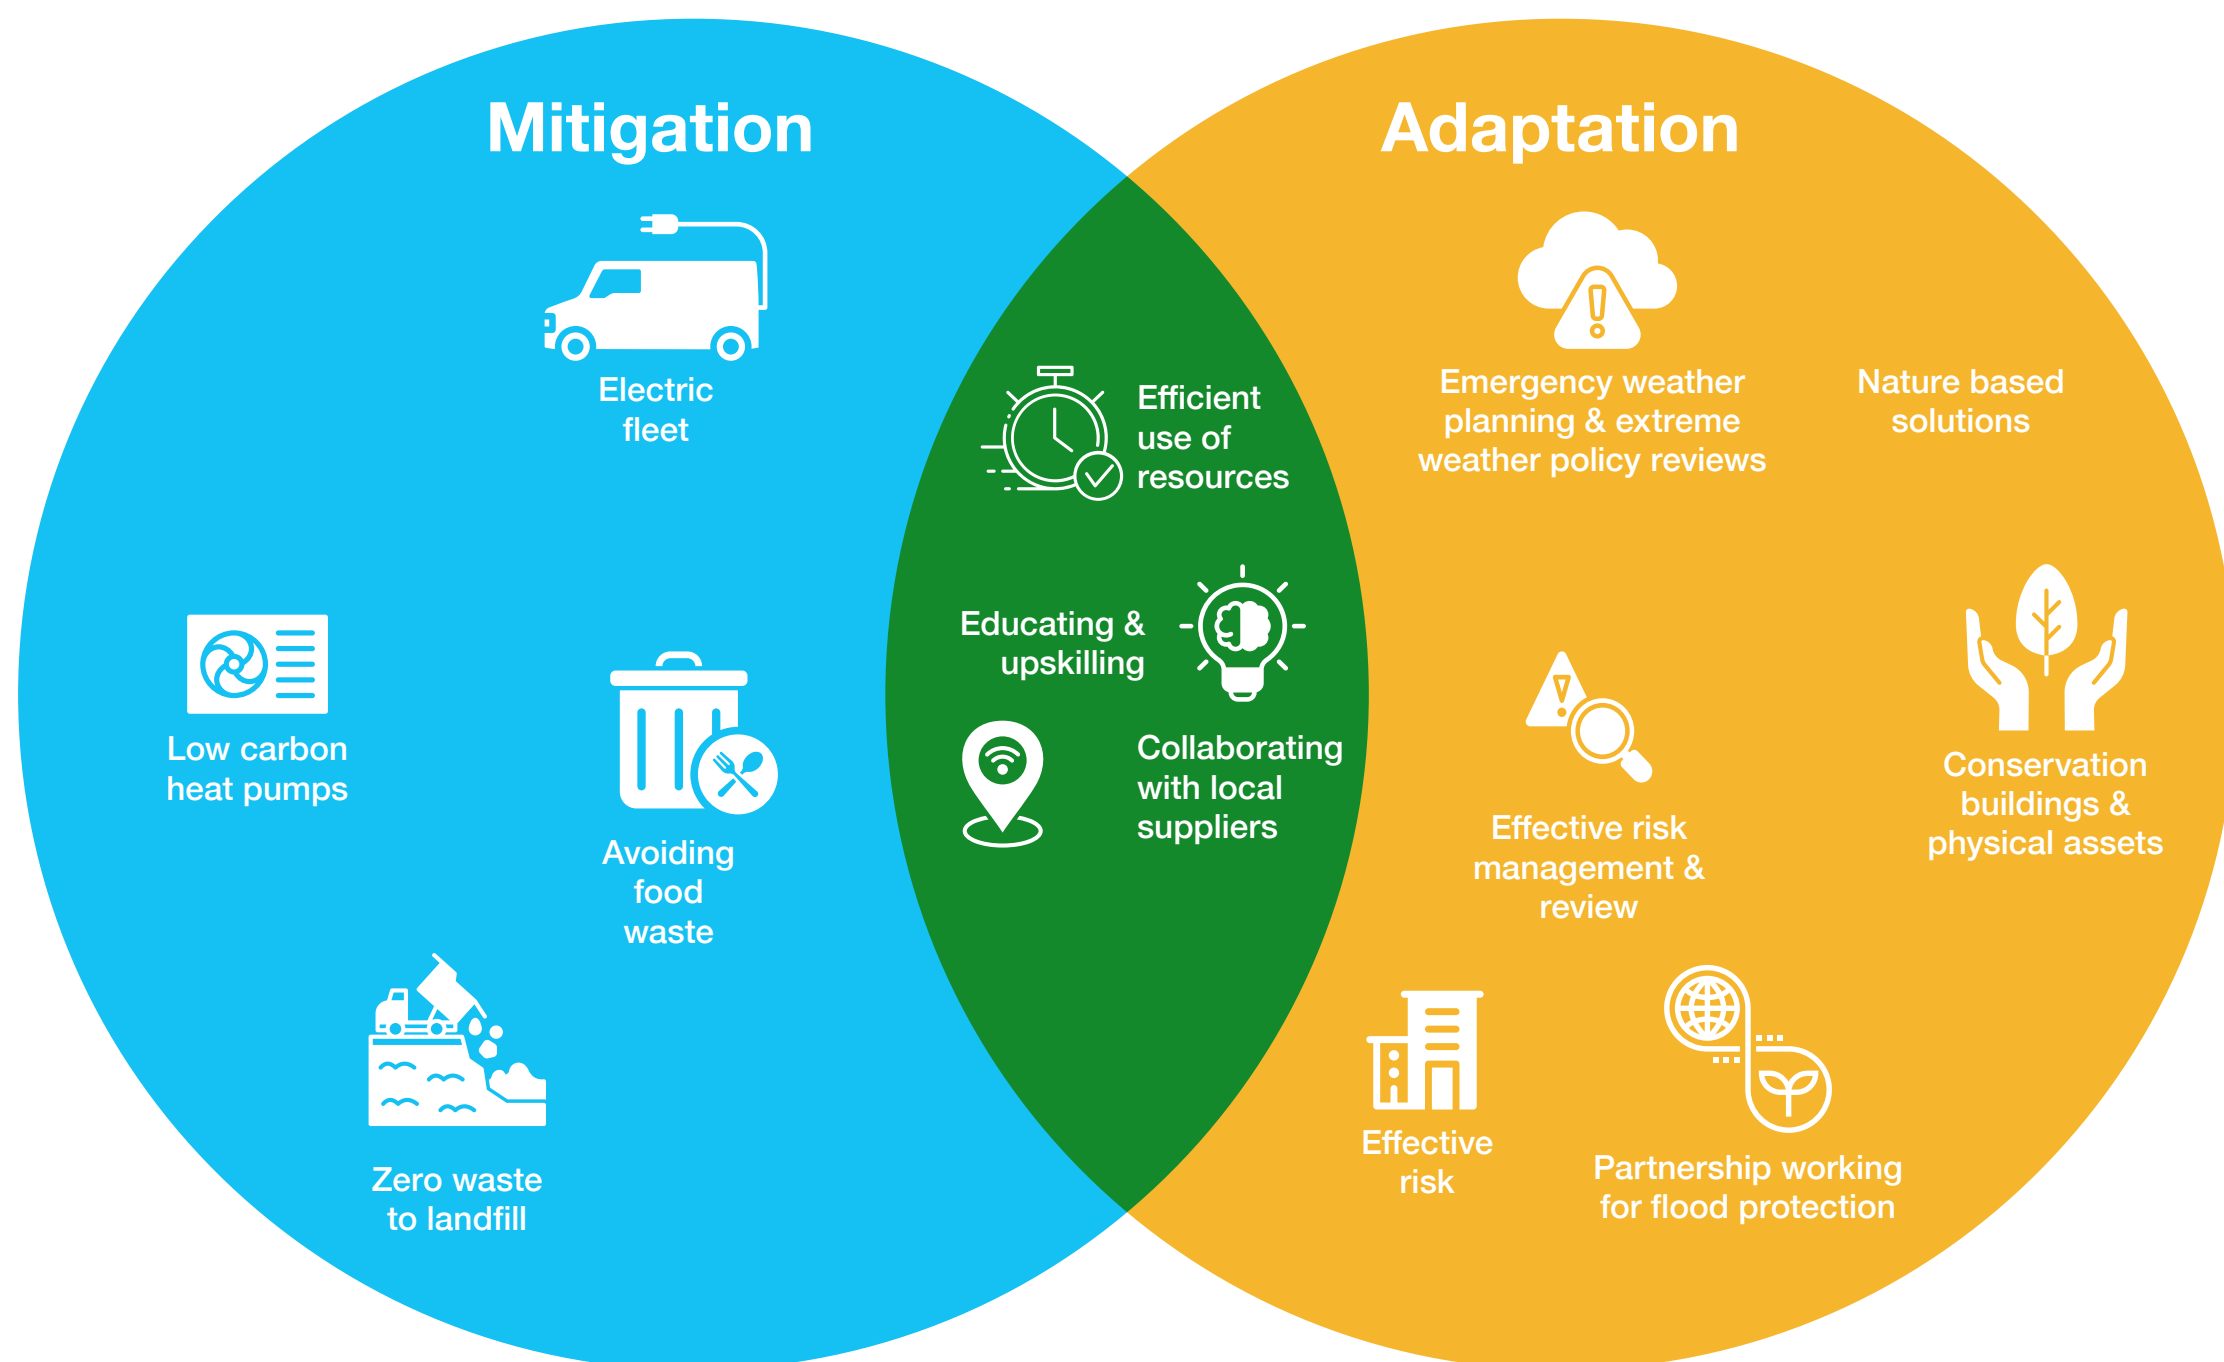 Mitigation
Electric
fleet
Low carbon
heat pumps
Avoiding
food
waste
Zero waste
to landfill
Efficient
use of
resources
Educating &
upskilling
Collaborating
with local
suppliers
Adaptation
Emergency weather
planning & extreme
weather policy reviews
Nature based
solutions
Effective risk
management &
review
Conservation
buildings &
physical assets
Effective
risk
Partnership working
for flood protection